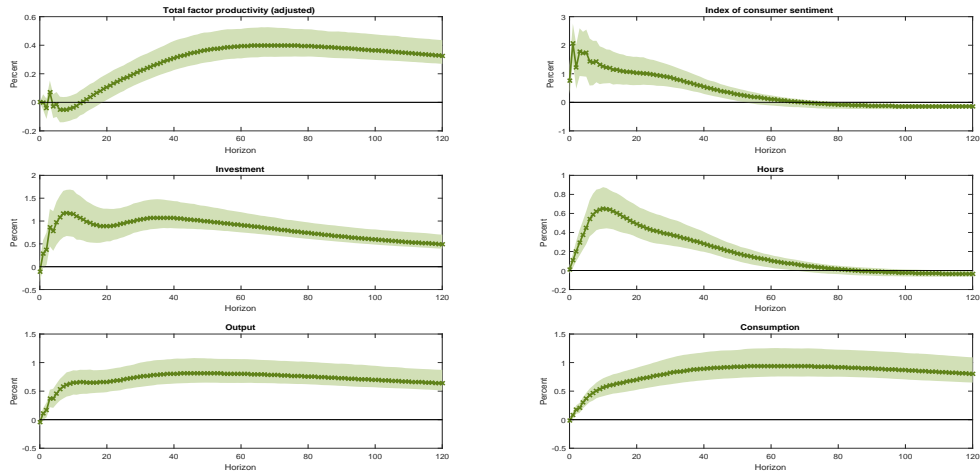 Total factor productivity (adjusted)
0.6
0.4
0.2
0
-0.2
Percent
0 20 40 60 80 100 120
Horizon
Index of consumer sentiment
3
2
1
0
-1
Percent
0 20 40 60 80 100 120
Horizon
Investment
2
1.5
1
0.5
0
-0.5
Percent
0 20 40 60 80 100 120
Horizon
Hours
1
0.8
0.6
0.4
0.2
0
-0.2
Percent
0 20 40 60 80 100 120
Horizon
Output
1.5
1
0.5
0
-0.5
Percent
0 20 40 60 80 100 120
Horizon
Consumption
1.5
1
0.5
0
-0.5
Percent
0 20 40 60 80 100 120
Horizon